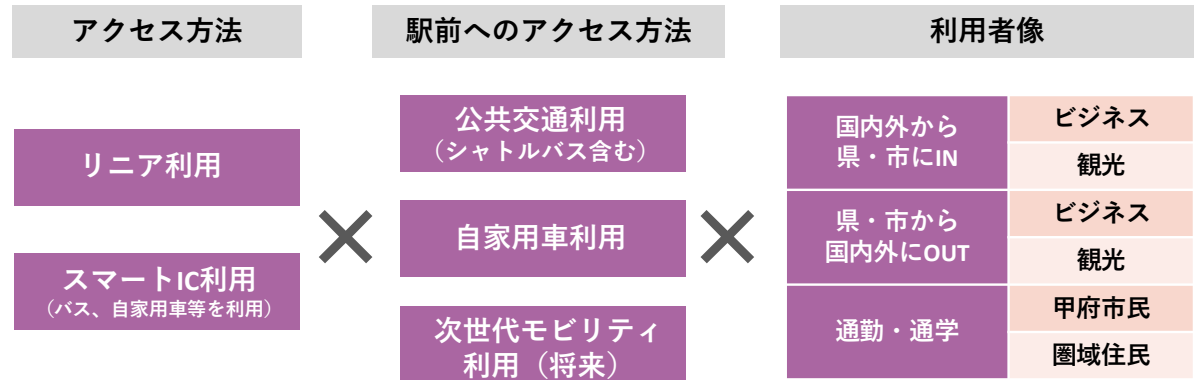 アクセス方法
駅前へのアクセス方法
利用者像
リニア利用
スマートIC利用
（バス、自家用車等を利用）
公共交通利用
（シャトルバス含む）
自家用車利用
次世代モビリティ
利用（将来）
国内外から
県・市にIN
ビジネス
観光
県・市から
国内外にOUT
ビジネス
観光
通勤・通学
甲府市民
圏域住民